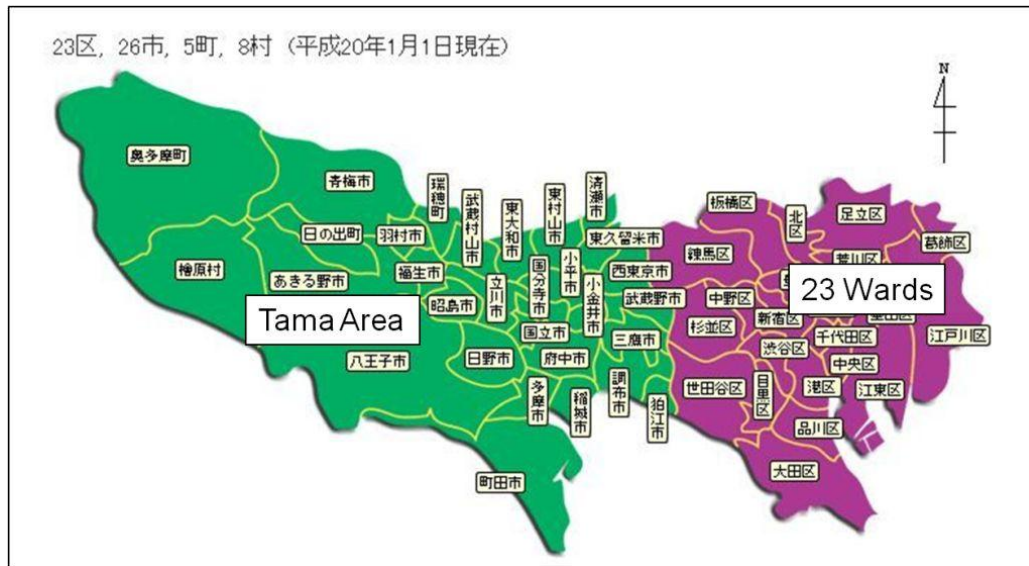 23区, 26市, 5町, 8村 (平成20年1月1日現在)
N
奥多摩町
青梅市
瑞穂町
武蔵村山市
東大和市
東村山市
清瀬市
板橋区
北区
足立区
葛飾区
日の出町
羽村市
東久留米市
練馬区
荒川区
檜原村
あきる野市
福生市
昭島市
立川市
国分寺市
小平市
小金井市
西東京市
武蔵野市
中野区
23 Wards
Tama Area
国立市
三鷹市
杉並区
新宿区
千代田区
江戸川区
八王子市
日野市
府中市
渋谷区
中央区
多摩市
稲城市
調布市
狛江市
世田谷区
目黒区
港区
江東区
品川区
大田区
町田市